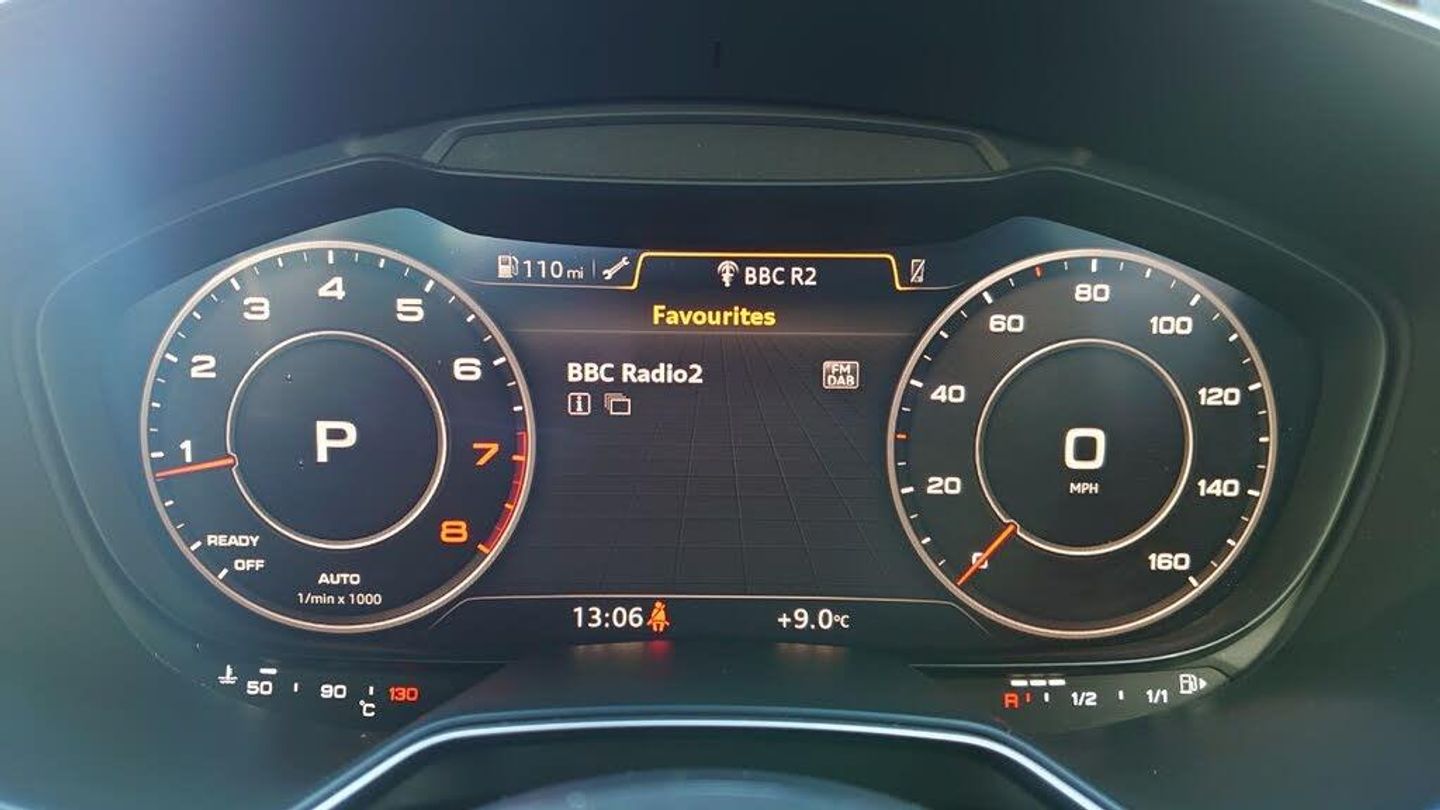 110 mi
BBC R2
Favourites
BBC Radio2
FM
DAB
i
1
2
3
4
5
6
7
8
P
READY
OFF
AUTO
1/min x 1000
0
20
40
60
80
100
120
140
160
0
MPH
13:06
+9.0°C
50
90
130
°C
R
1/2
1/1